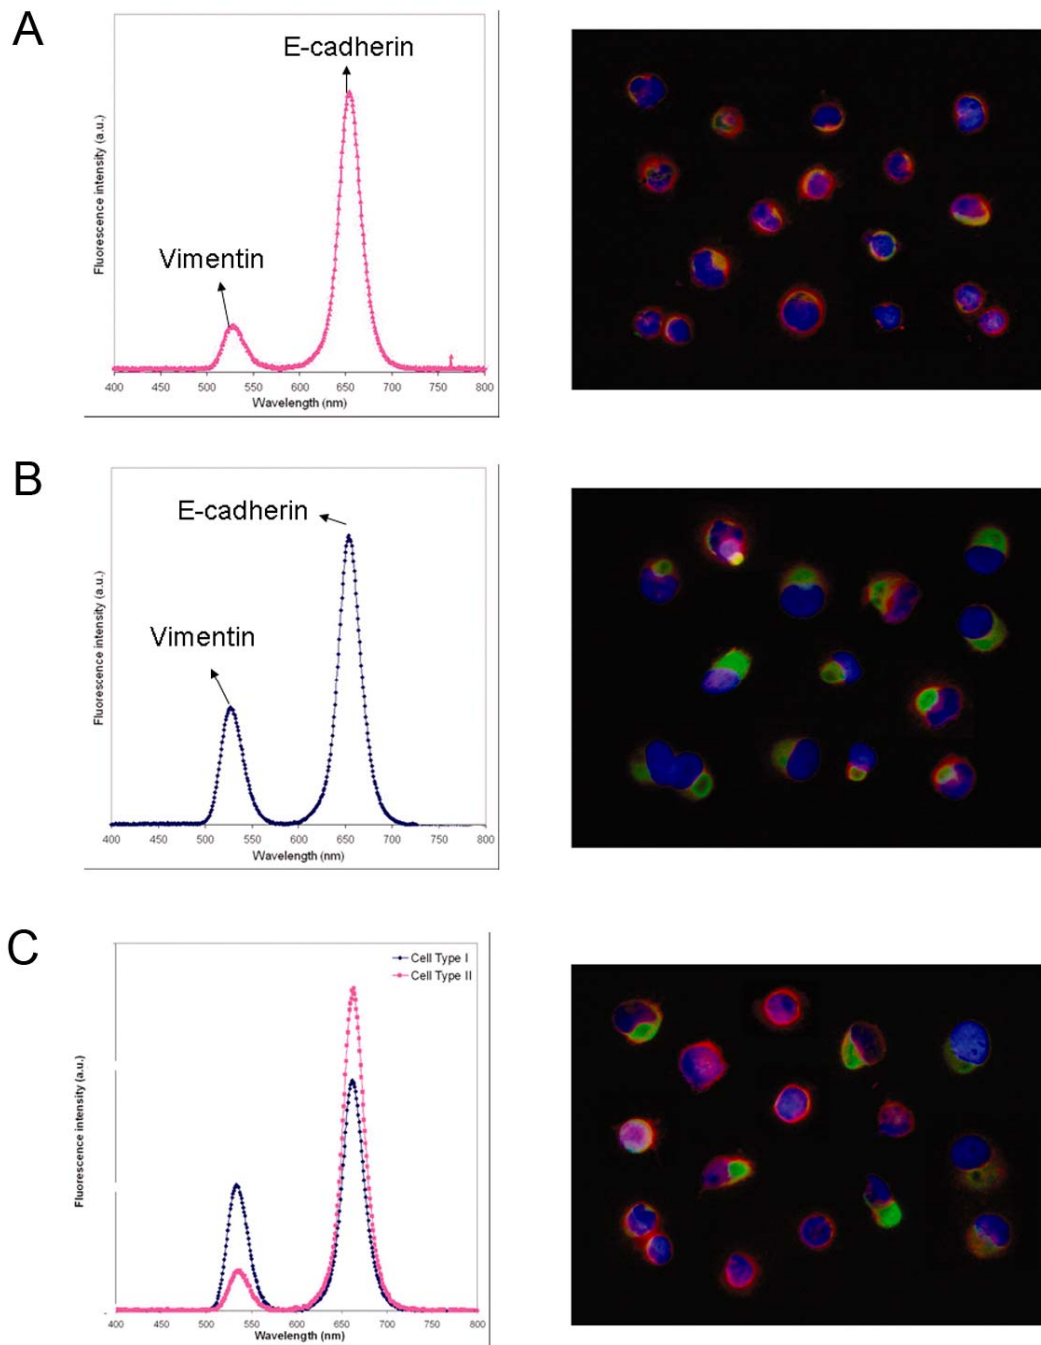 A
E-cadherin
Vimentin
Fluorescence intensity (a.u.)
400 450 500 550 600 650 700 750 800
Wavelength (nm)
B
E-cadherin
Vimentin
Fluorescence intensity (a.u.)
400 450 500 550 600 650 700 750 800
Wavelength (nm)
C
Cell Type I
Cell Type II
Fluorescence intensity (a.u.)
400 450 500 550 600 650 700 750 800
Wavelength (nm)